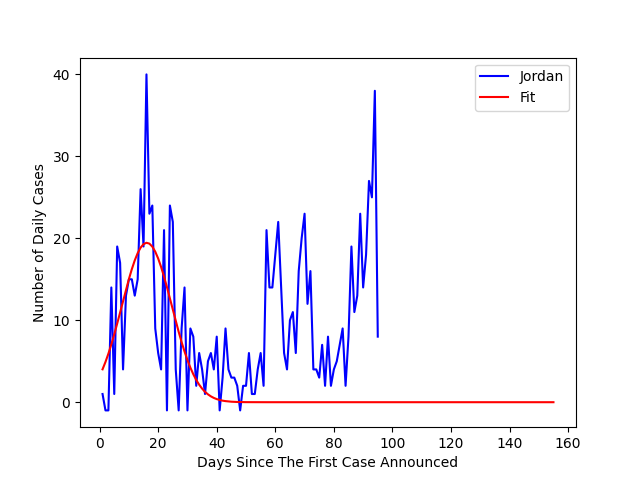 Jordan
Fit
Number of Daily Cases
40
30
20
10
0
0 20 40 60 80 100 120 140 160
Days Since The First Case Announced